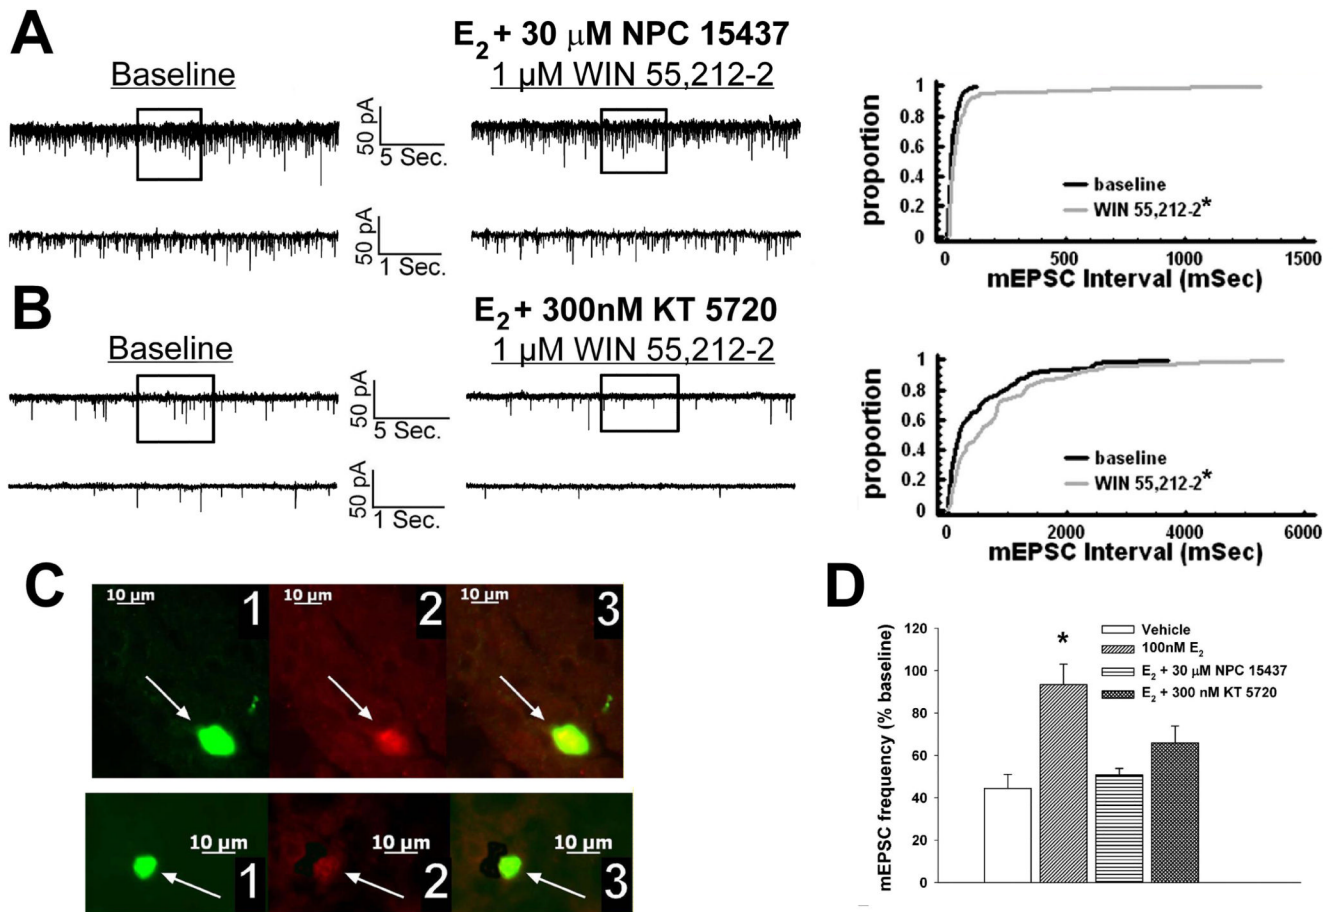 A
E2 + 30 μM NPC 15437
Baseline
1 μM WIN 55,212-2
50 pA
5 Sec.
50 pA
1 Sec.
proportion
1
0.8
0.6
0.4
0.2
0
baseline
WIN 55,212-2*
0 500 1000 1500
mEPSC Interval (mSec)
B
E2 + 300nM KT 5720
Baseline
1 μM WIN 55,212-2
50 pA
5 Sec.
50 pA
1 Sec.
proportion
1
0.8
0.6
0.4
0.2
0
baseline
WIN 55,212-2*
0 2000 4000 6000
mEPSC Interval (mSec)
C
10 μm 1
10 μm 2
10 μm 3
10 μm 1
10 μm 2
10 μm 3
D
mEPSC frequency (% baseline)
120
100
80
60
40
20
0
*
Vehicle
100nM E2
E2 + 30 μM NPC 15437
E2 + 300 nM KT 5720